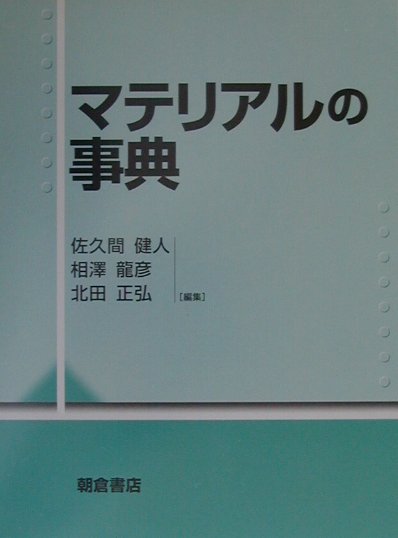 マテリアルの
事典
佐久間 健人
相澤 龍彦
北田 正弘 [編集]
朝倉書店